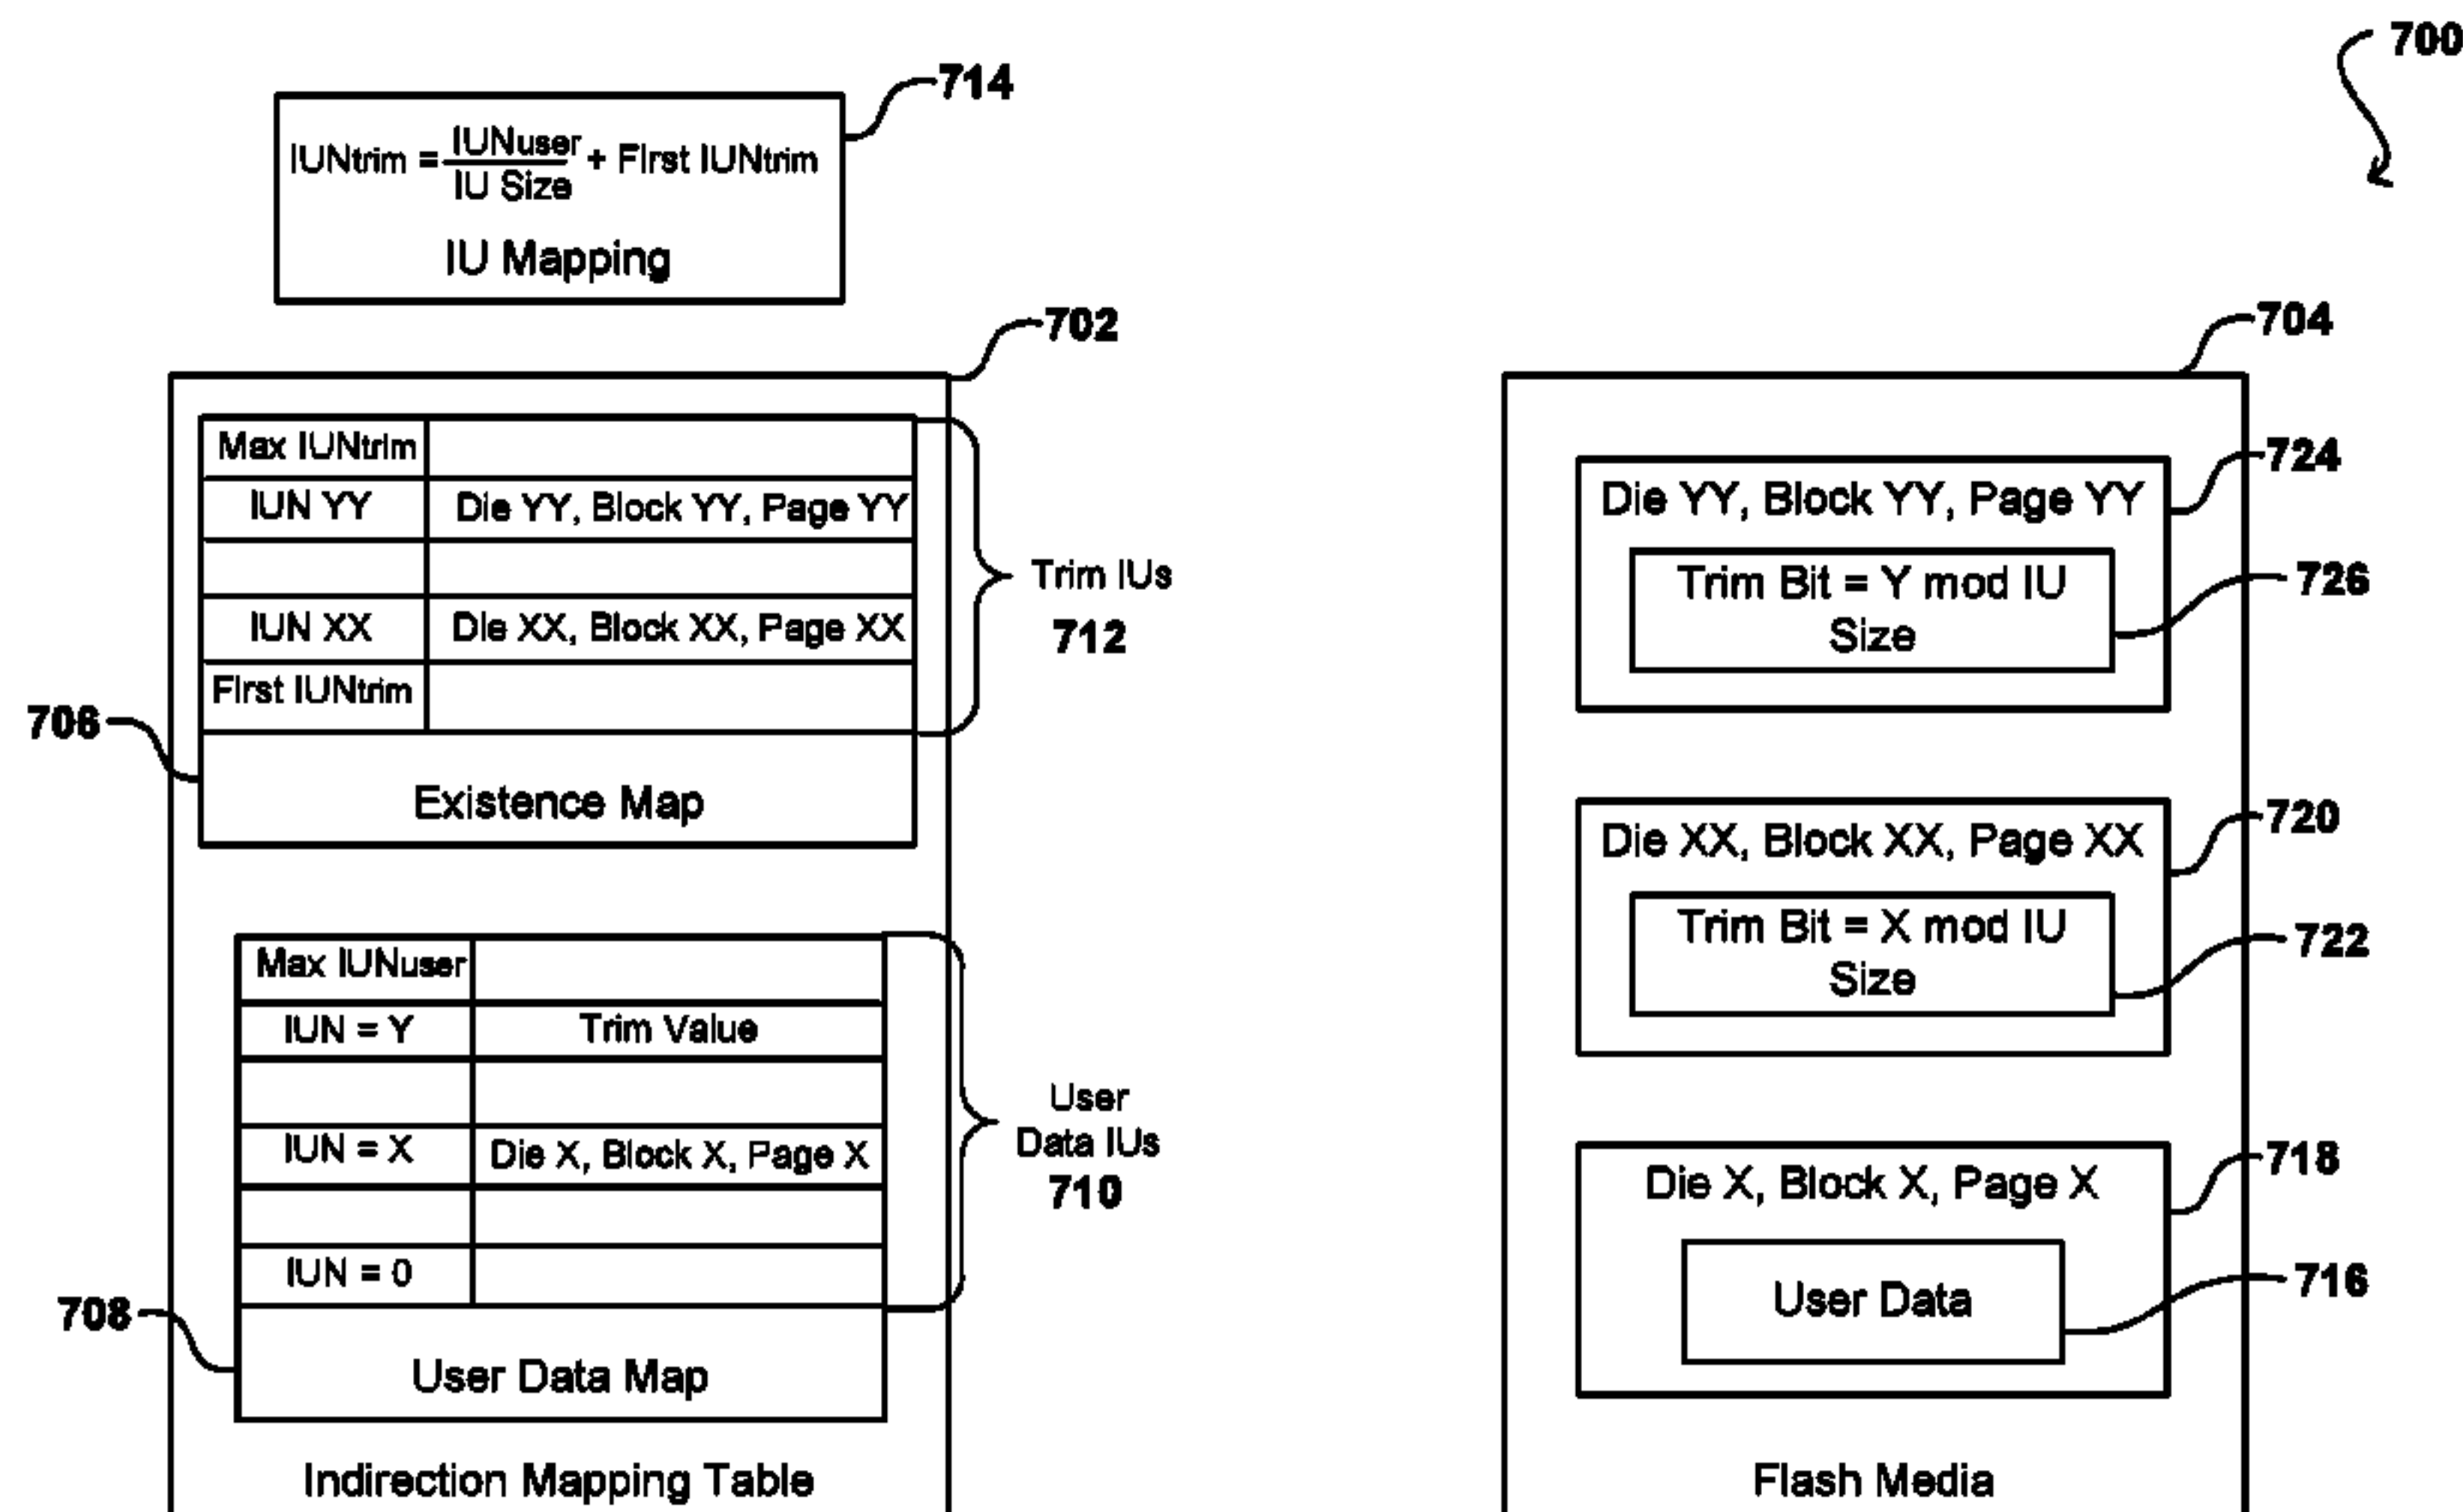 700
714
IUNtrim = IUNuser / IU Size + First IUNtrim
IU Mapping
702
Max IUNtrim
IUN YY Die YY, Block YY, Page YY
IUN XX Die XX, Block XX, Page XX
First IUNtrim
Trim IUs
712
706
Existence Map
Max IUNuser
IUN = Y Trim Value
IUN = X Die X, Block X, Page X
IUN = 0
User
Data IUs
710
708
User Data Map
Indirection Mapping Table
704
724
Die YY, Block YY, Page YY
Trim Bit = Y mod IU
Size
726
720
Die XX, Block XX, Page XX
Trim Bit = X mod IU
Size
722
718
Die X, Block X, Page X
User Data
716
Flash Media